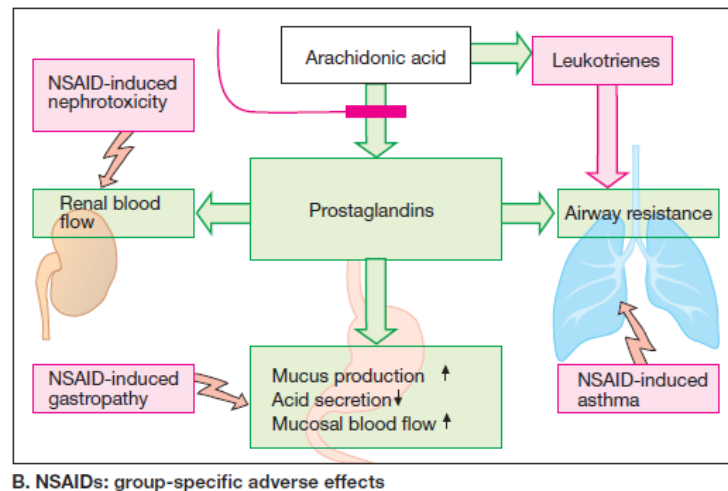 Arachidonic acid
Leukotrienes
NSAID-induced
nephrotoxicity
Renal blood
flow
Prostaglandins
Airway resistance
NSAID-induced
gastropathy
Mucus production ↑
Acid secretion ↓
Mucosal blood flow ↑
NSAID-induced
asthma
B. NSAIDs: group-specific adverse effects